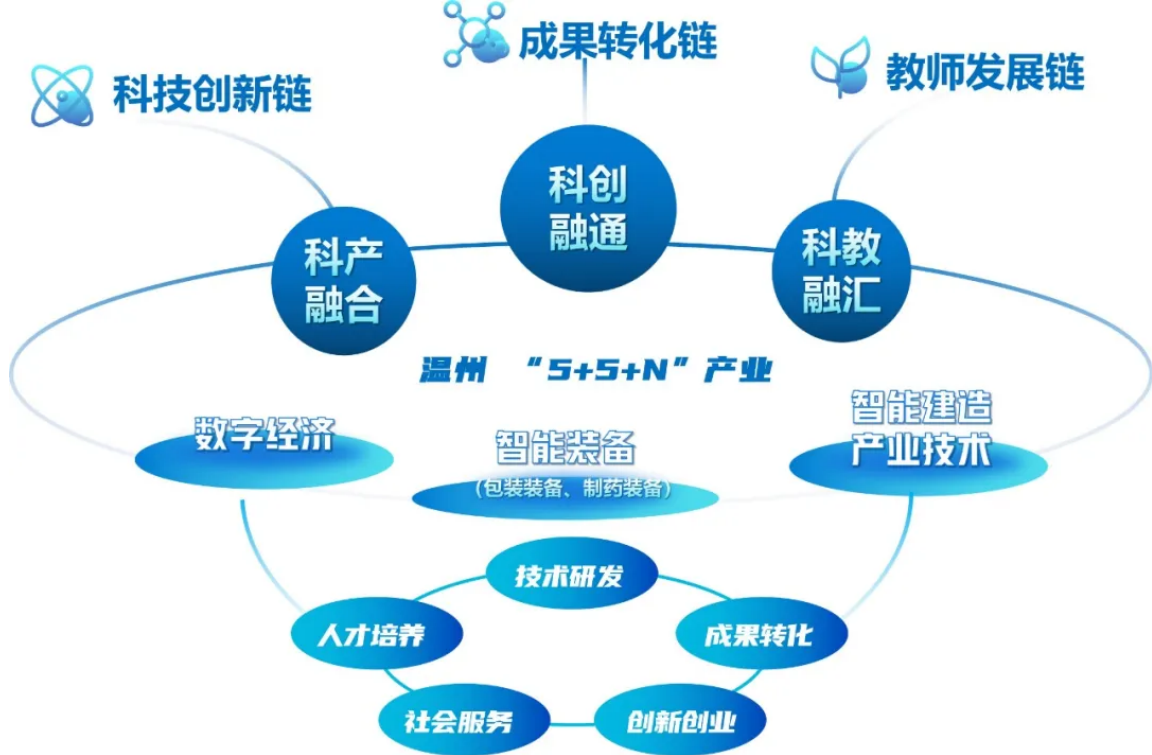 成果转化链
科技创新链
教师发展链
科创
融通
科产
融合
科教
融汇
温州 “5+5+N”产业
数字经济
智能装备
(包装装备、制药装备)
智能建造
产业技术
技术研发
人才培养
成果转化
社会服务
创新创业